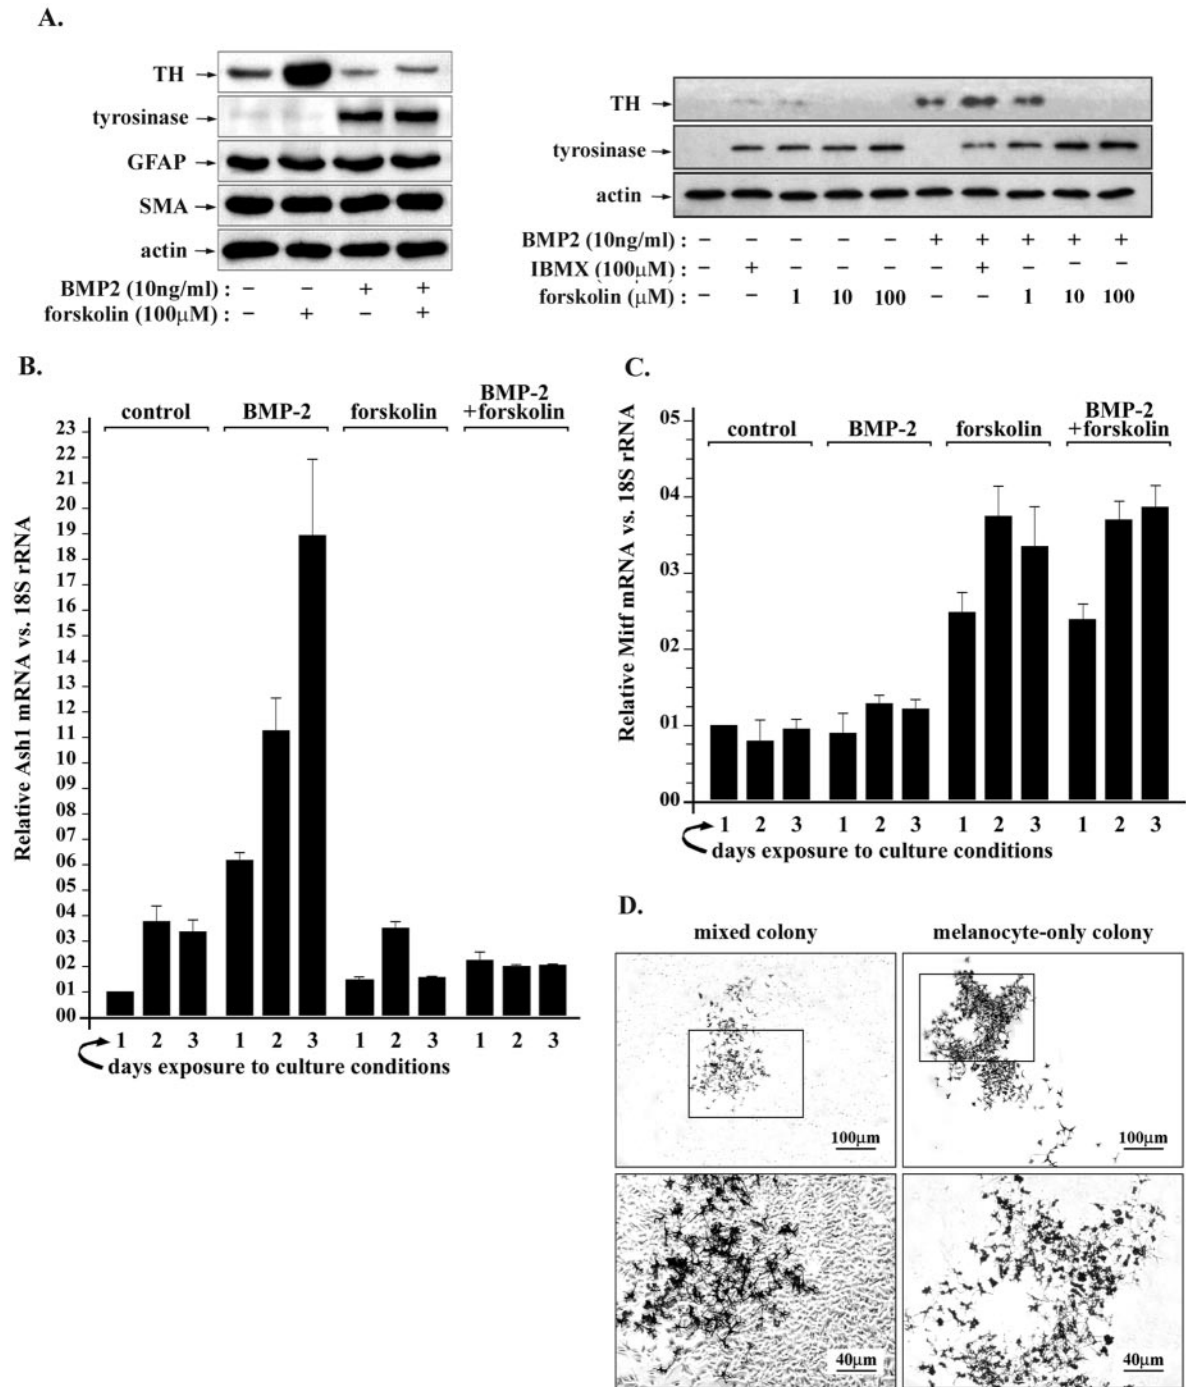 A.
TH
tyrosinase
GFAP
SMA
actin
BMP2 (10ng/ml) : – – + +
forskolin (100μM) : – + – +
TH
tyrosinase
actin
BMP2 (10ng/ml) : – – – – – + + + + +
IBMX (100μM) : – + – – – – + – – –
forskolin (μM) : – – 1 10 100 – – 1 10 100
B.
control
BMP-2
forskolin
BMP-2
+forskolin
Relative Ash1 mRNA vs. 18S rRNA
23
22
21
20
19
18
17
16
15
14
13
12
11
10
09
08
07
06
05
04
03
02
01
00
1 2 3 1 2 3 1 2 3 1 2 3
days exposure to culture conditions
C.
control
BMP-2
forskolin
BMP-2
+forskolin
Relative Mitf mRNA vs. 18S rRNA
05
04
03
02
01
00
1 2 3 1 2 3 1 2 3 1 2 3
days exposure to culture conditions
D.
mixed colony
melanocyte-only colony
100μm
100μm
40μm
40μm